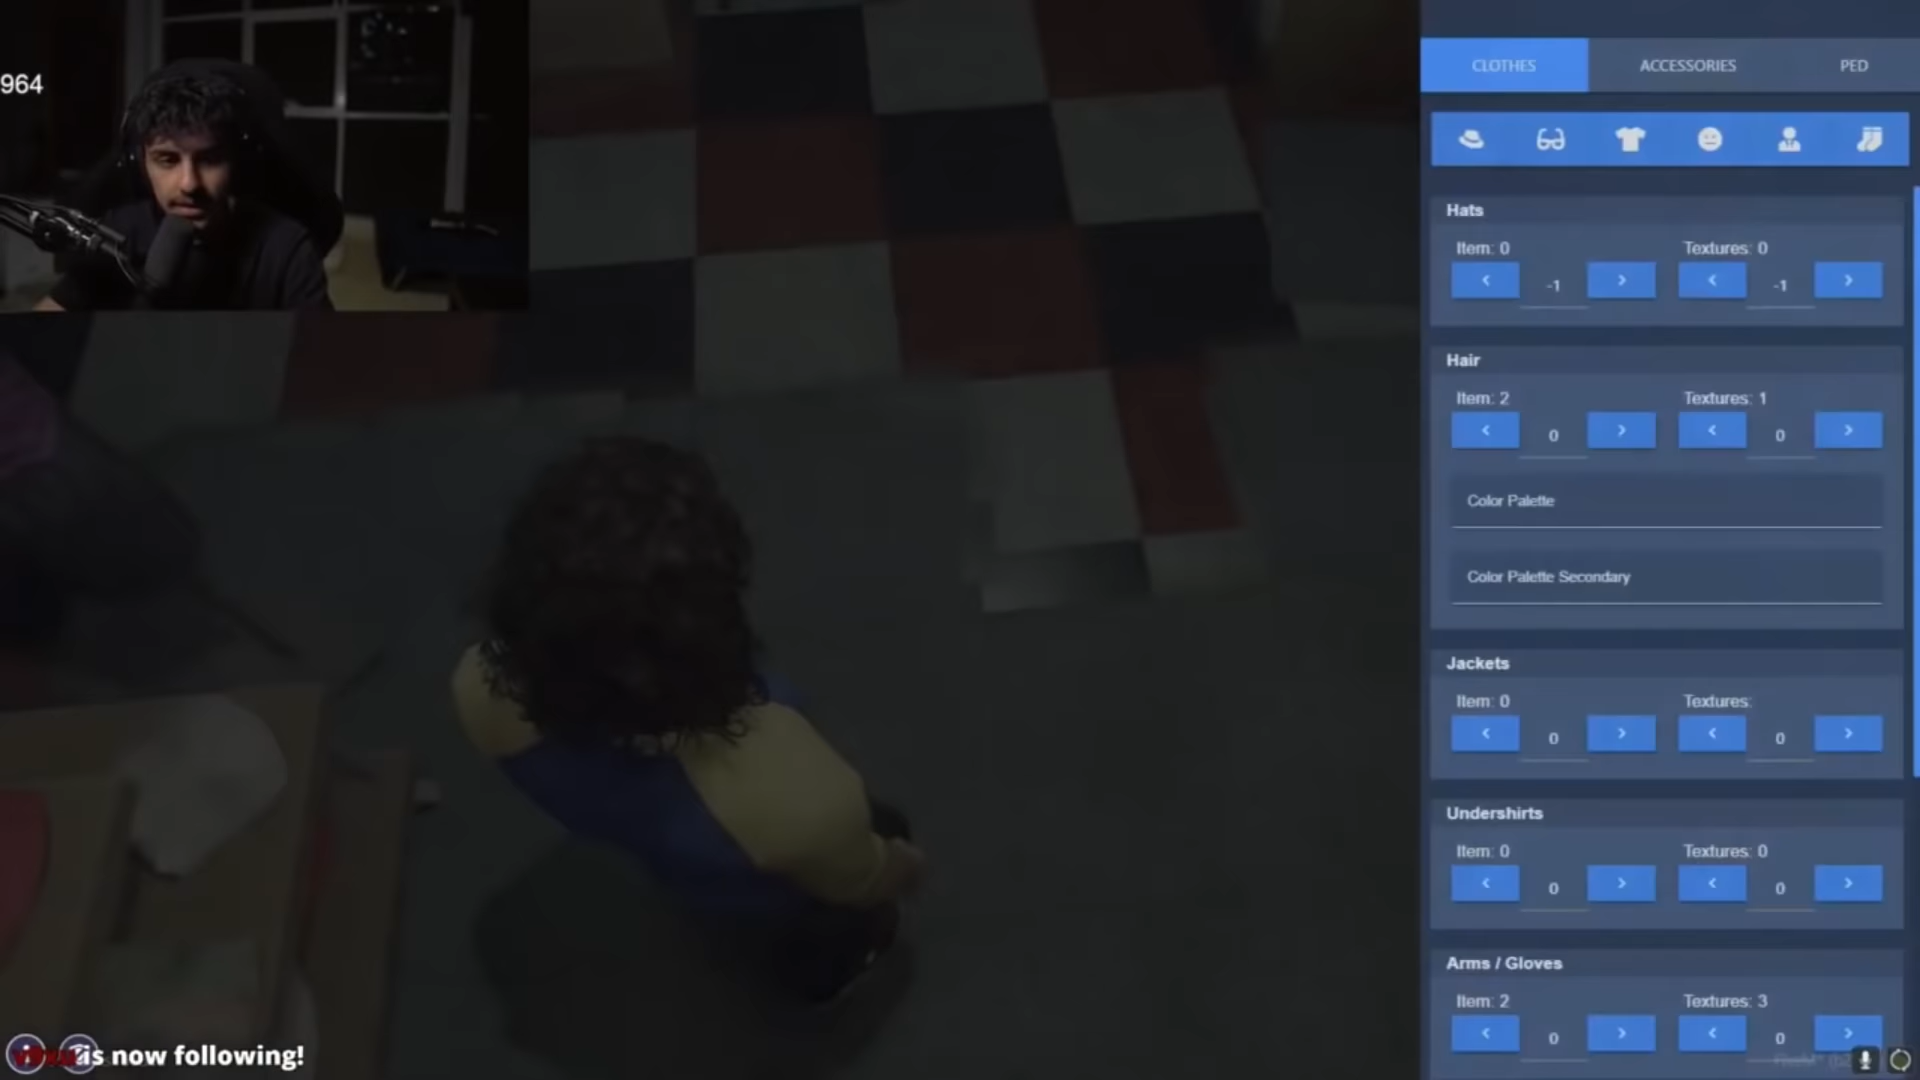 964
CLOTHES ACCESSORIES PED
Hats
Item: 0 Textures: 0
-1 -1
Hair
Item: 2 Textures: 1
0 0
Color Palette
Color Palette Secondary
Jackets
Item: 0 Textures:
0 0
Undershirts
Item: 0 Textures: 0
0 0
Arms / Gloves
Item: 2 Textures: 3
0 0
is now following!